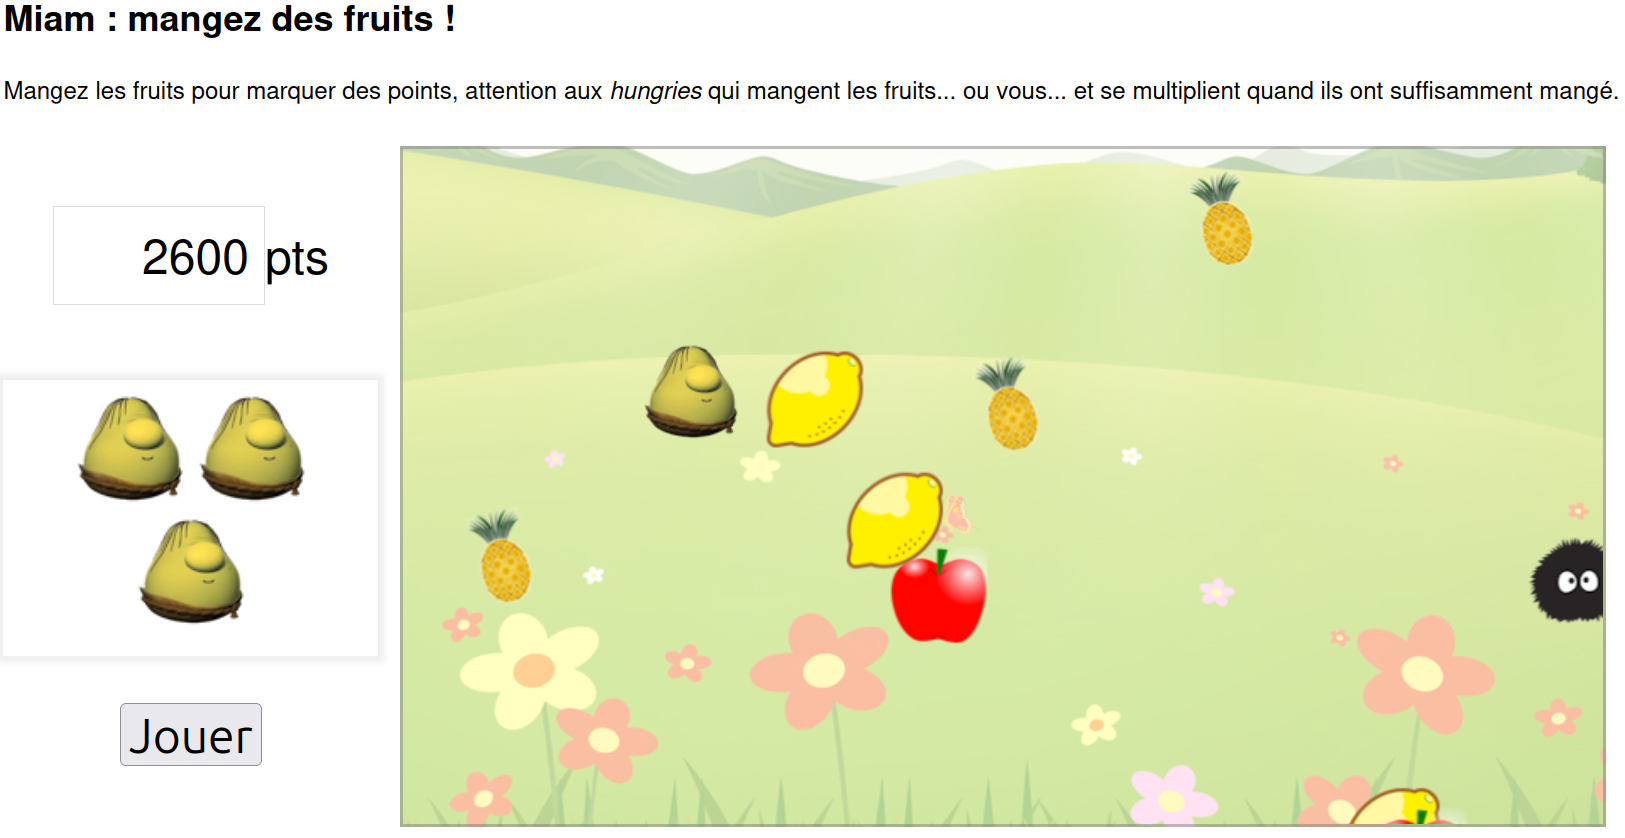 Miam : mangez des fruits !
Mangez les fruits pour marquer des points, attention aux hungries qui mangent les fruits... ou vous... et se multiplient quand ils ont suffisamment mangé.
2600 pts
Jouer